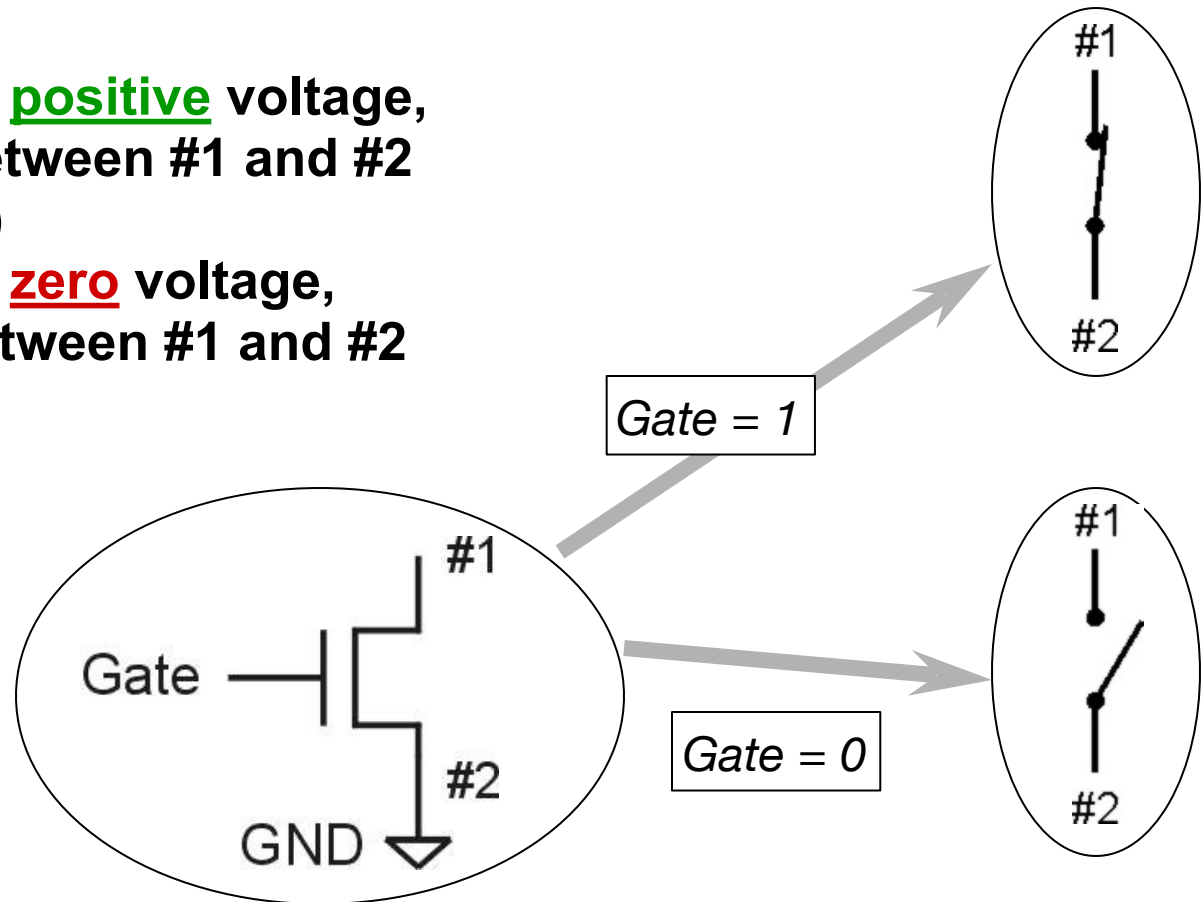 positive voltage,
etween #1 and #2
)
zero voltage,
tween #1 and #2
#1
#2
Gate = 1
#1
Gate
#2
GND
Gate = 0
#1
#2